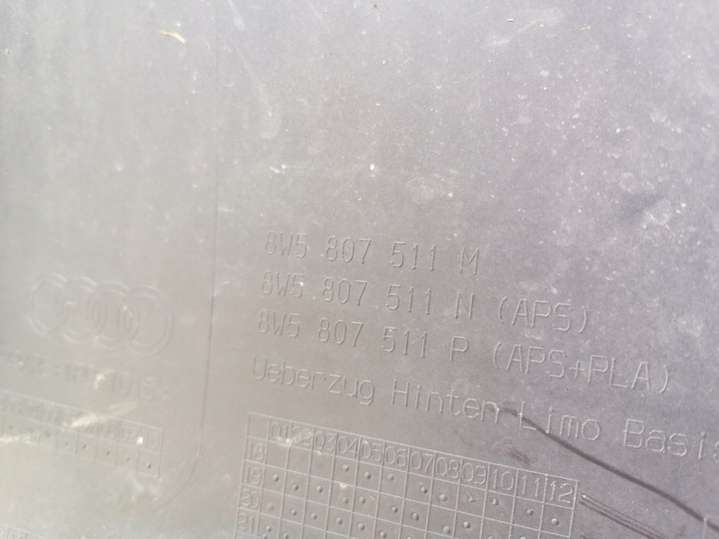 8W5 807 511 M
8W5 807 511 N (APS)
8W5 807 511 P (APS+PLA)
Ueberzug Hinten Limo Basi
01 02 03 04 05 06 07 08 09 10 11 12
18
19
20
21